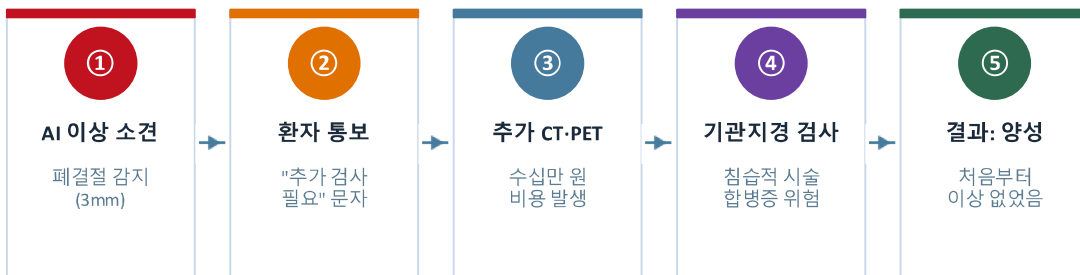 ①
AI 이상 소견
폐결절 감지
(3mm)
②
환자 통보
"추가 검사
필요" 문자
③
추가 CT·PET
수십만 원
비용 발생
④
기관지경 검사
침습적 시술
합병증 위험
⑤
결과: 양성
처음부터
이상 없었음